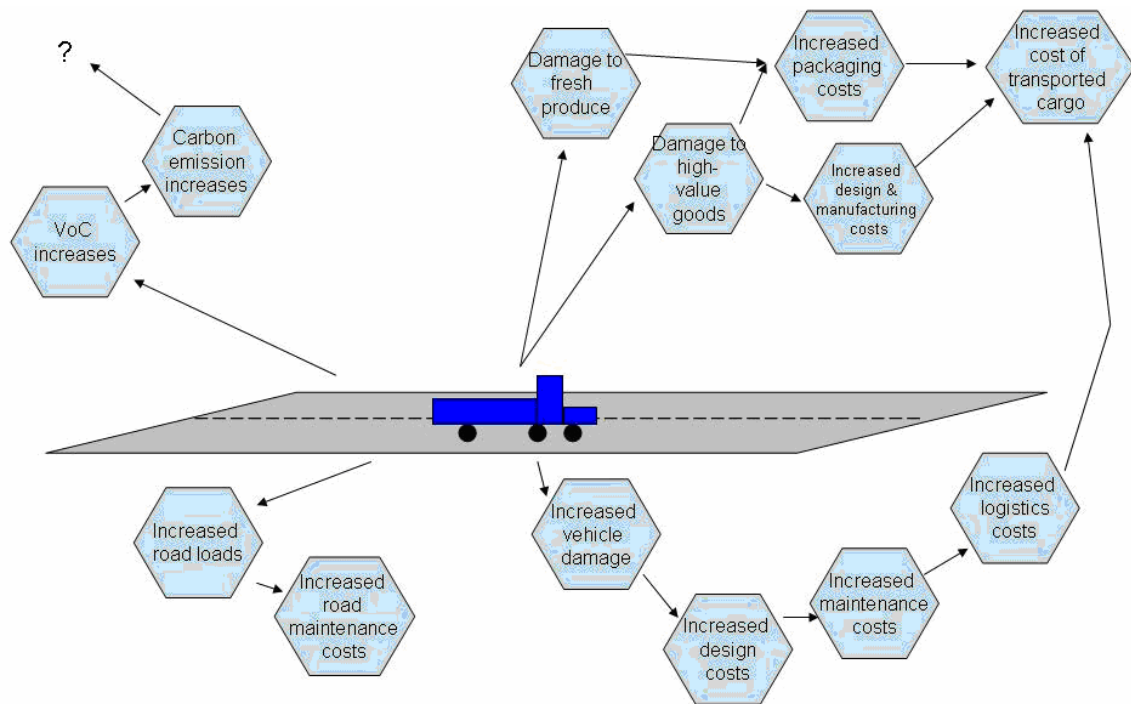 ?
Carbon
emission
increases
VoC
increases
Damage to
fresh
produce
Increased
packaging
costs
Increased
cost of
transported
cargo
Damage to
high-
value
goods
Increased
design &
manufacturing
costs
Increased
road loads
Increased
road
maintenance
costs
Increased
vehicle
damage
Increased
design
costs
Increased
maintenance
costs
Increased
logistics
costs